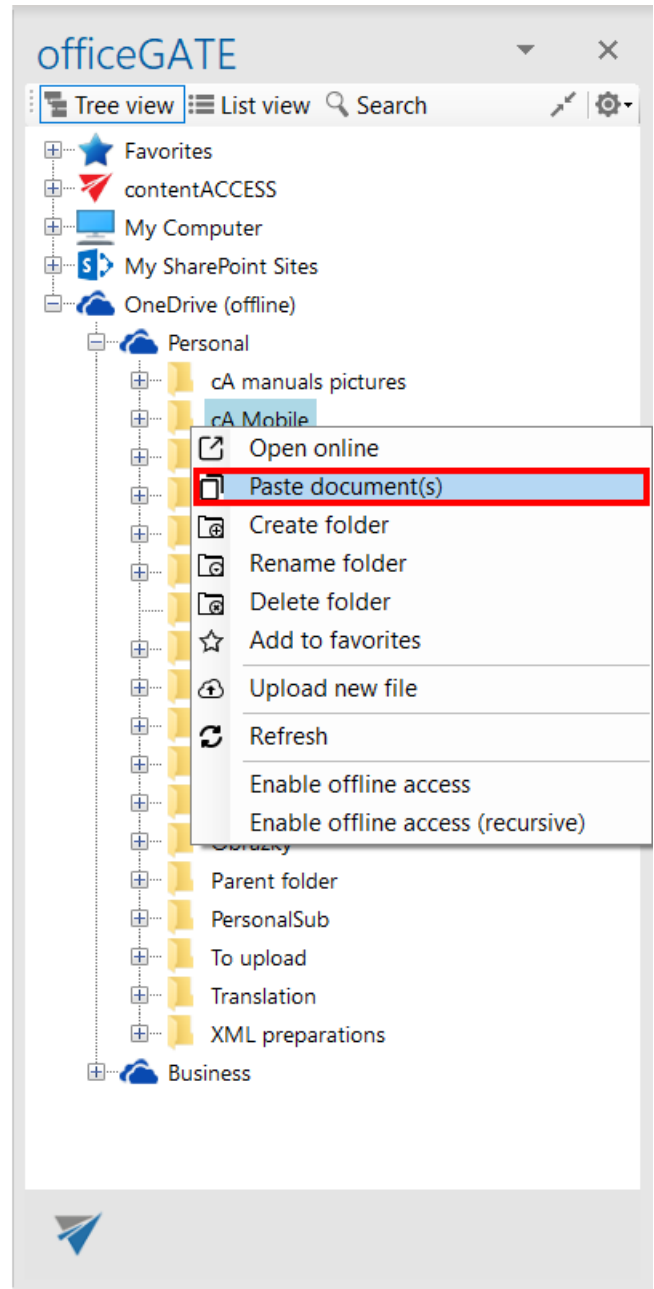 officeGATE
Tree view List view Search
Favorites
contentACCESS
My Computer
My SharePoint Sites
OneDrive (offline)
Personal
cA manuals pictures
cA Mobile
Open online
Paste document(s)
Create folder
Rename folder
Delete folder
Add to favorites
Upload new file
Refresh
Enable offline access
Enable offline access (recursive)
Obrázky
Parent folder
PersonalSub
To upload
Translation
XML preparations
Business